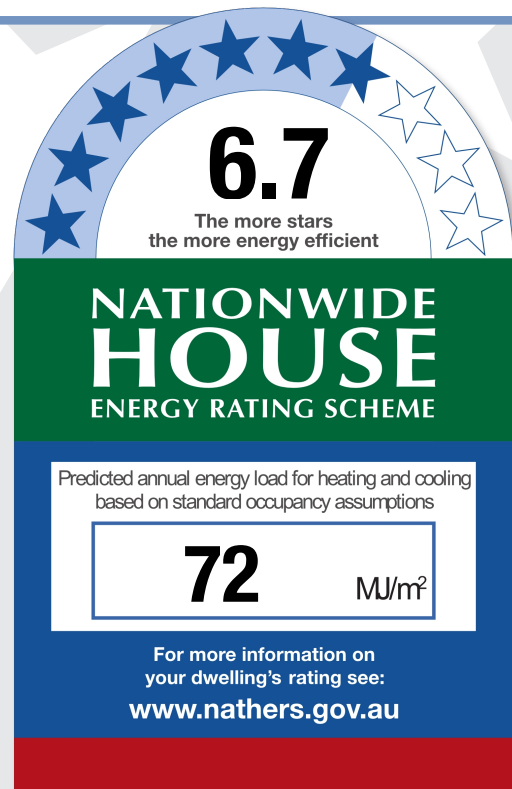 6.7
The more stars
the more energy efficient
NATIONWIDE
HOUSE
ENERGY RATING SCHEME
Predicted annual energy load for heating and cooling
based on standard occupancy assumptions
72 MJ/m²
For more information on
your dwelling's rating see:
www.nathers.gov.au